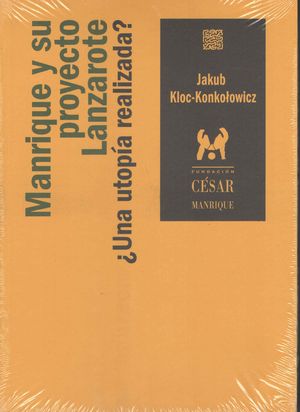 Manrique y su
proyecto
Lanzarote
¿Una utopía realizada?
Jakub
Kloc-Konkołowicz
FUNDACIÓN
CÉSAR
MANRIQUE